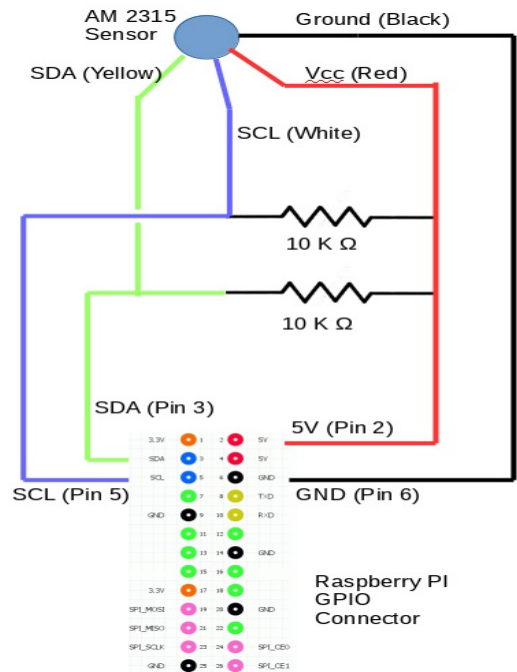 AM 2315
Sensor
Ground (Black)
SDA (Yellow)
Vcc (Red)
SCL (White)
10 K Ω
10 K Ω
SDA (Pin 3)
5V (Pin 2)
SCL (Pin 5)
GND (Pin 6)
3.3V 1 2 5V
SDA 3 4 5V
SCL 5 6 GND
7 8 TXD
GND 9 10 RXD
11 12
13 14 GND
15 16
3.3V 17 18
SPI_MOSI 19 20 GND
SPI_MISO 21 22
SPI_SCLK 23 24 SPI_CE0
GND 25 26 SPI_CE1
Raspberry PI
GPIO
Connector